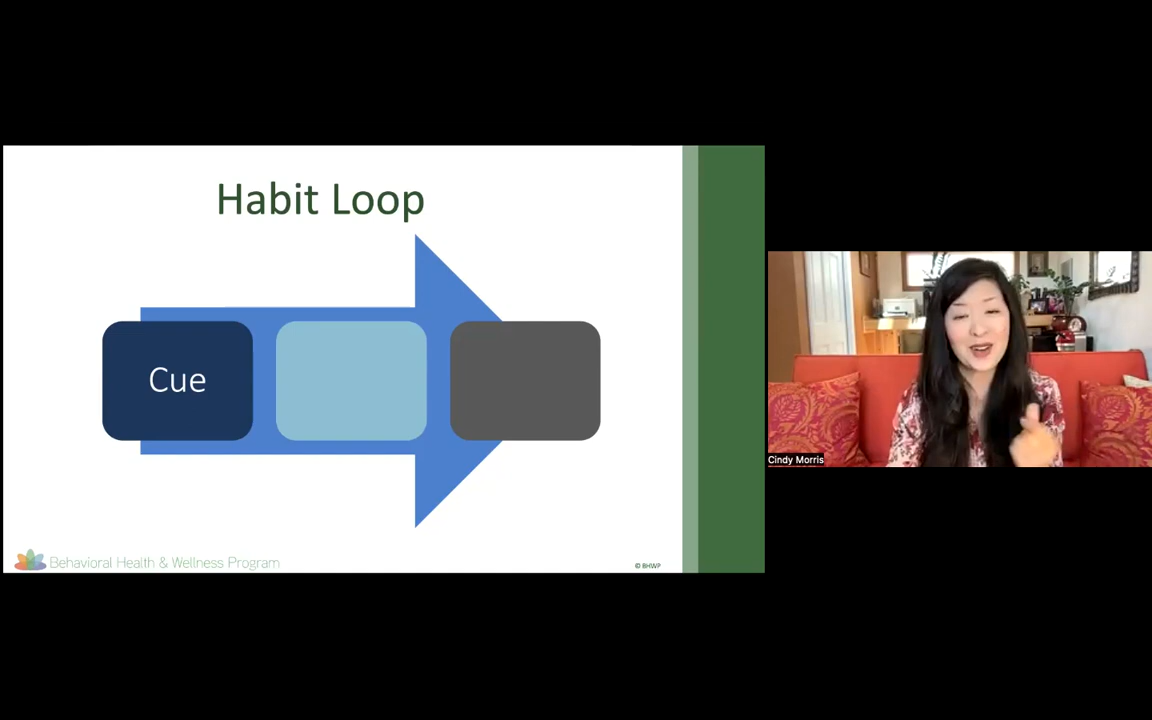 Habit Loop
Cue
Behavioral Health & Wellness Program
© BHWP
Cindy Morris